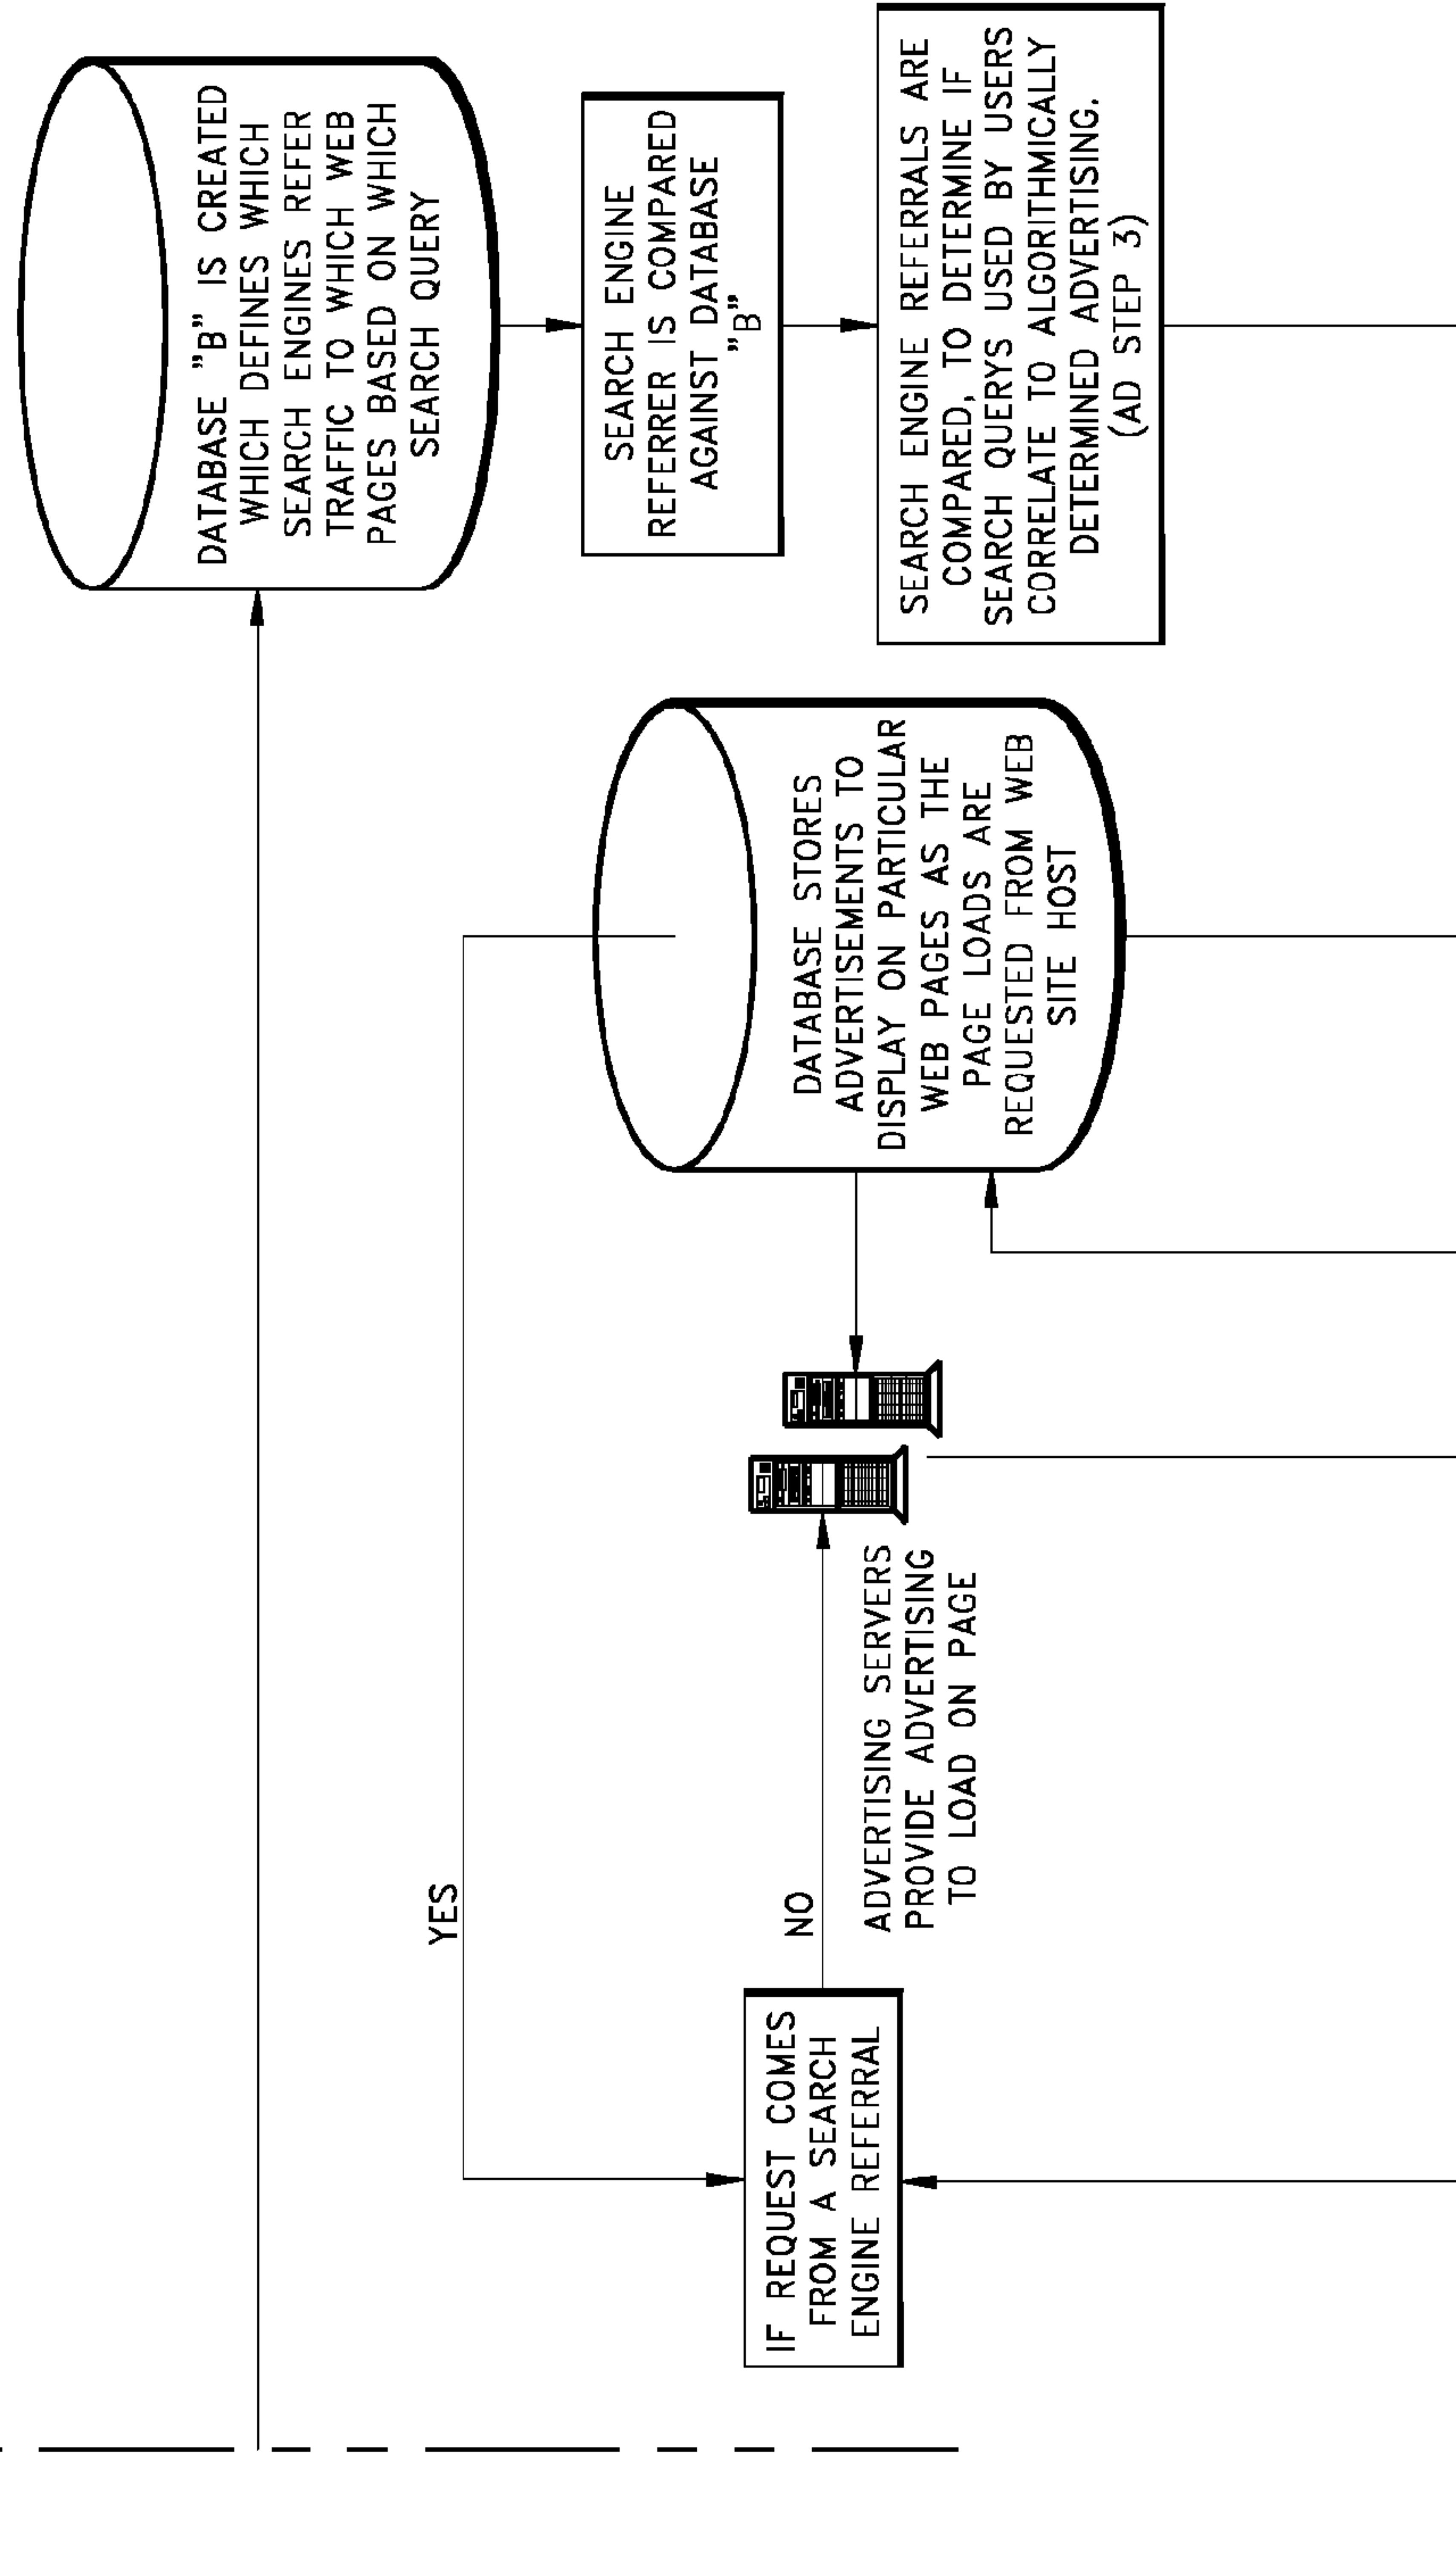 DATABASE "B" IS CREATED
WHICH DEFINES WHICH
SEARCH ENGINES REFER
TRAFFIC TO WHICH WEB
PAGES BASED ON WHICH
SEARCH QUERY
SEARCH ENGINE
REFERRER IS COMPARED
AGAINST DATABASE
"B"
SEARCH ENGINE REFERRALS ARE
COMPARED, TO DETERMINE IF
SEARCH QUERYS USED BY USERS
CORRELATE TO ALGORITHMICALLY
DETERMINED ADVERTISING.
(AD STEP 3)
DATABASE STORES
ADVERTISEMENTS TO
DISPLAY ON PARTICULAR
WEB PAGES AS THE
PAGE LOADS ARE
REQUESTED FROM WEB
SITE HOST
YES
NO
ADVERTISING SERVERS
PROVIDE ADVERTISING
TO LOAD ON PAGE
IF REQUEST COMES
FROM A SEARCH
ENGINE REFERRAL